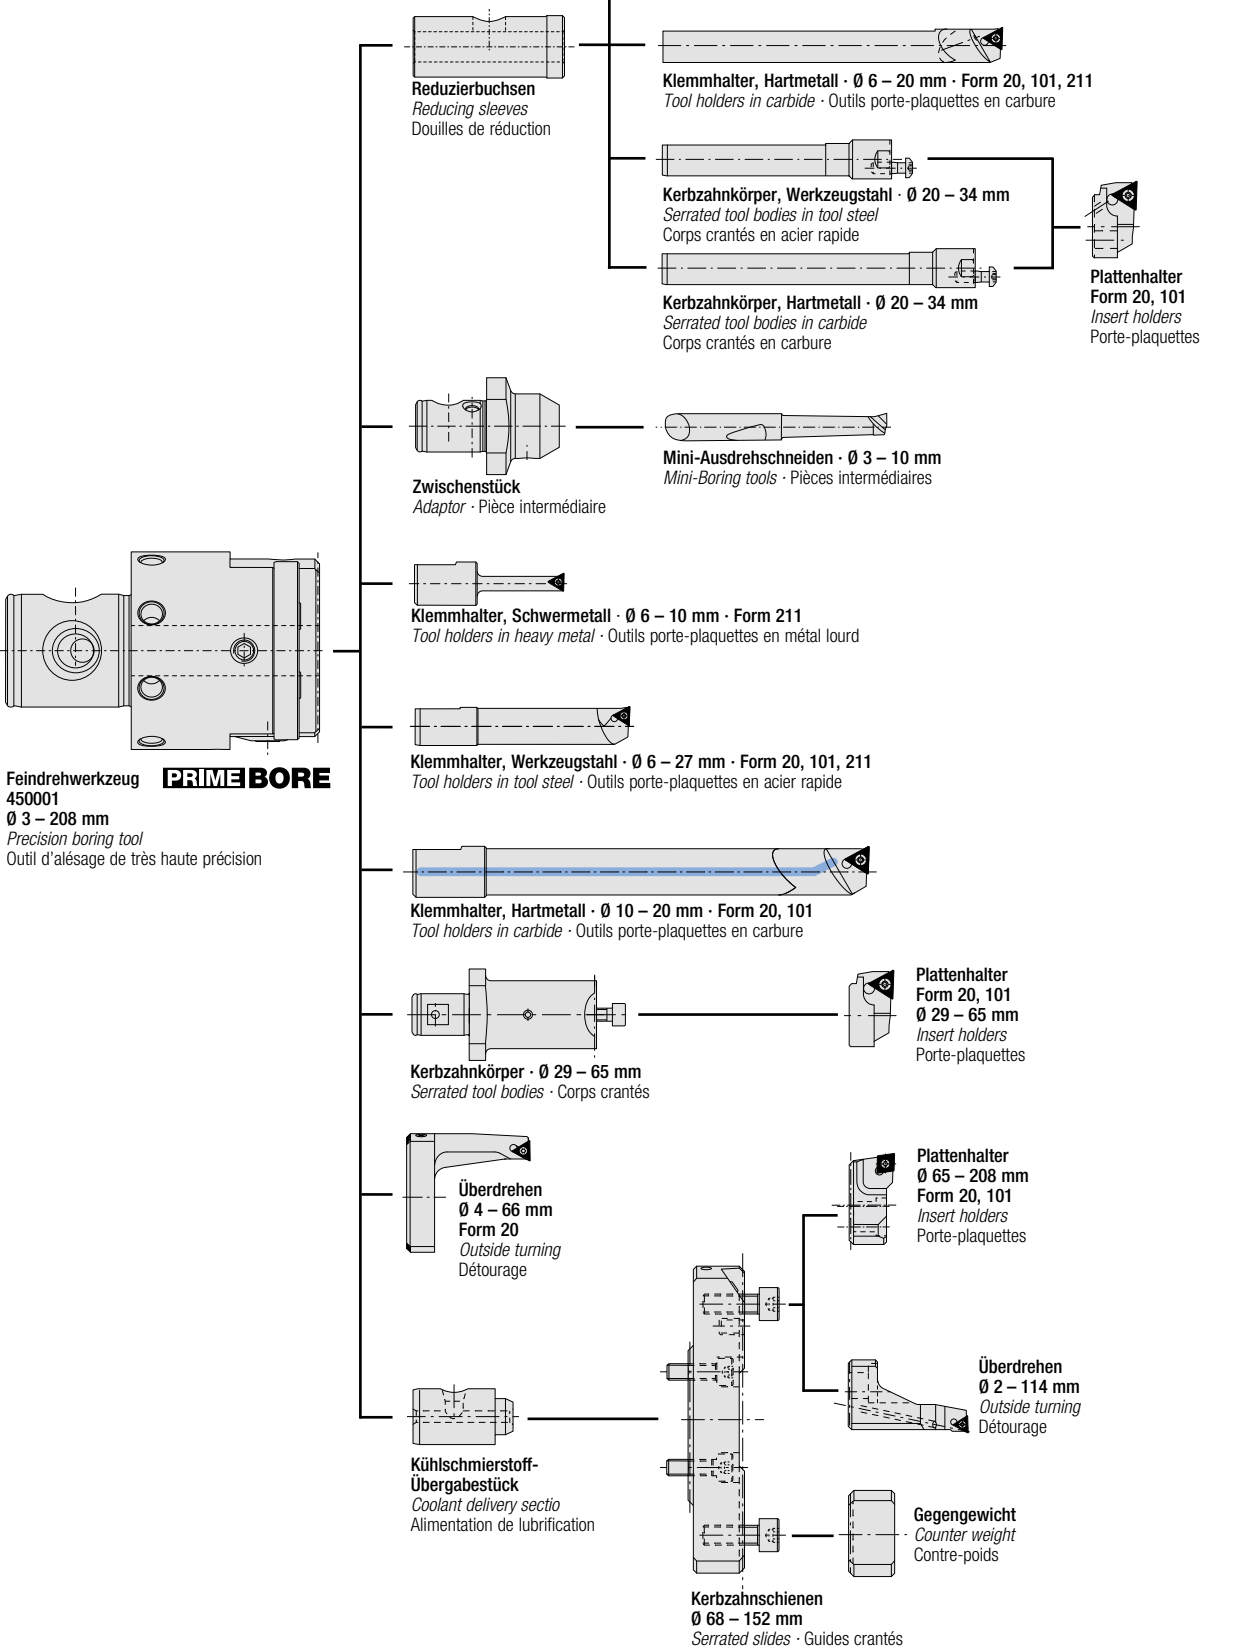 Reduzierbuchsen
Reducing sleeves
Douilles de réduction
Klemmhalter, Hartmetall · Ø 6 – 20 mm · Form 20, 101, 211
Tool holders in carbide · Outils porte-plaquettes en carbure
Kerbzahnkörper, Werkzeugstahl · Ø 20 – 34 mm
Serrated tool bodies in tool steel
Corps crantés en acier rapide
Kerbzahnkörper, Hartmetall · Ø 20 – 34 mm
Serrated tool bodies in carbide
Corps crantés en carbure
Plattenhalter
Form 20, 101
Insert holders
Porte-plaquettes
Zwischenstück
Adaptor · Pièce intermédiaire
Mini-Ausdrehschneiden · Ø 3 – 10 mm
Mini-Boring tools · Pièces intermédiaires
Klemmhalter, Schwermetall · Ø 6 – 10 mm · Form 211
Tool holders in heavy metal · Outils porte-plaquettes en métal lourd
Klemmhalter, Werkzeugstahl · Ø 6 – 27 mm · Form 20, 101, 211
Tool holders in tool steel · Outils porte-plaquettes en acier rapide
Feindrehwerkzeug
450001
Ø 3 – 208 mm
Precision boring tool
Outil d'alésage de très haute précision
PRIMEBORE
Klemmhalter, Hartmetall · Ø 10 – 20 mm · Form 20, 101
Tool holders in carbide · Outils porte-plaquettes en carbure
Kerbzahnkörper · Ø 29 – 65 mm
Serrated tool bodies · Corps crantés
Plattenhalter
Form 20, 101
Ø 29 – 65 mm
Insert holders
Porte-plaquettes
Überdrehen
Ø 4 – 66 mm
Form 20
Outside turning
Détourage
Plattenhalter
Ø 65 – 208 mm
Form 20, 101
Insert holders
Porte-plaquettes
Überdrehen
Ø 2 – 114 mm
Outside turning
Détourage
Kühlschmierstoff-
Übergabestück
Coolant delivery sectio
Alimentation de lubrification
Gegengewicht
Counter weight
Contre-poids
Kerbzahnschienen
Ø 68 – 152 mm
Serrated slides · Guides crantés